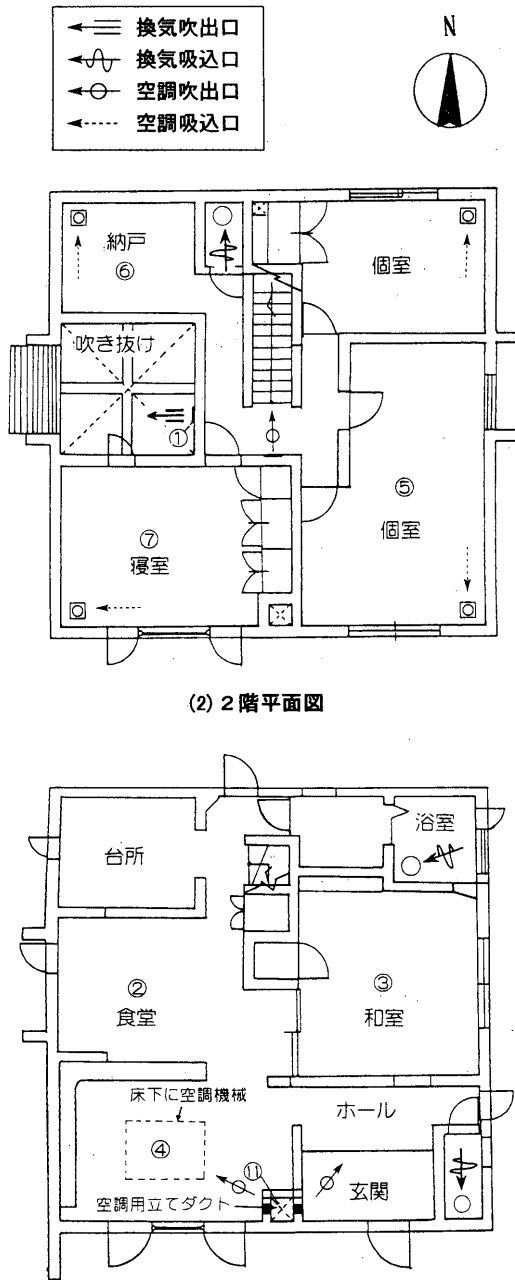 換気吹出口
換気吸込口
空調吹出口
空調吸込口
N
納戸
⑥
個室
吹き抜け
①
⑤
個室
⑦
寝室
(2) 2階平面図
台所
浴室
②
食堂
③
和室
床下に空調機械
④
ホール
⑪
空調用立てダクト
玄関